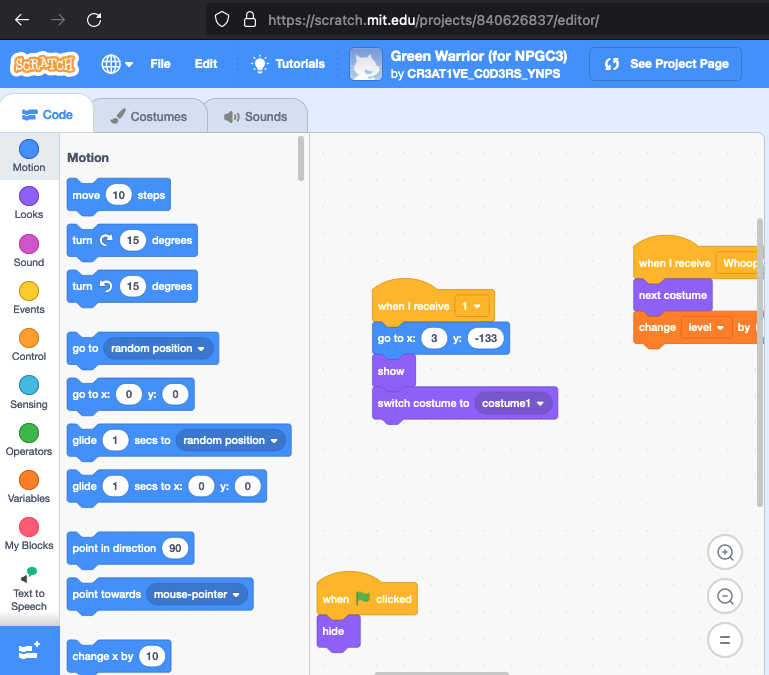 https://scratch.mit.edu/projects/840626837/editor/
SCRATCH
File
Edit
Tutorials
Green Warrior (for NPGC3)
by CR3AT1VE_C0D3RS_YNPS
See Project Page
Code
Costumes
Sounds
Motion
Looks
Sound
Events
Control
Sensing
Operators
Variables
My Blocks
Text to
Speech
Motion
move 10 steps
turn 15 degrees
turn 15 degrees
go to random position
go to x: 0 y: 0
glide 1 secs to random position
glide 1 secs to x: 0 y: 0
point in direction 90
point towards mouse-pointer
change x by 10
when I receive 1
go to x: 3 y: -133
show
switch costume to costume1
when clicked
hide
when I receive
next costume
change level by